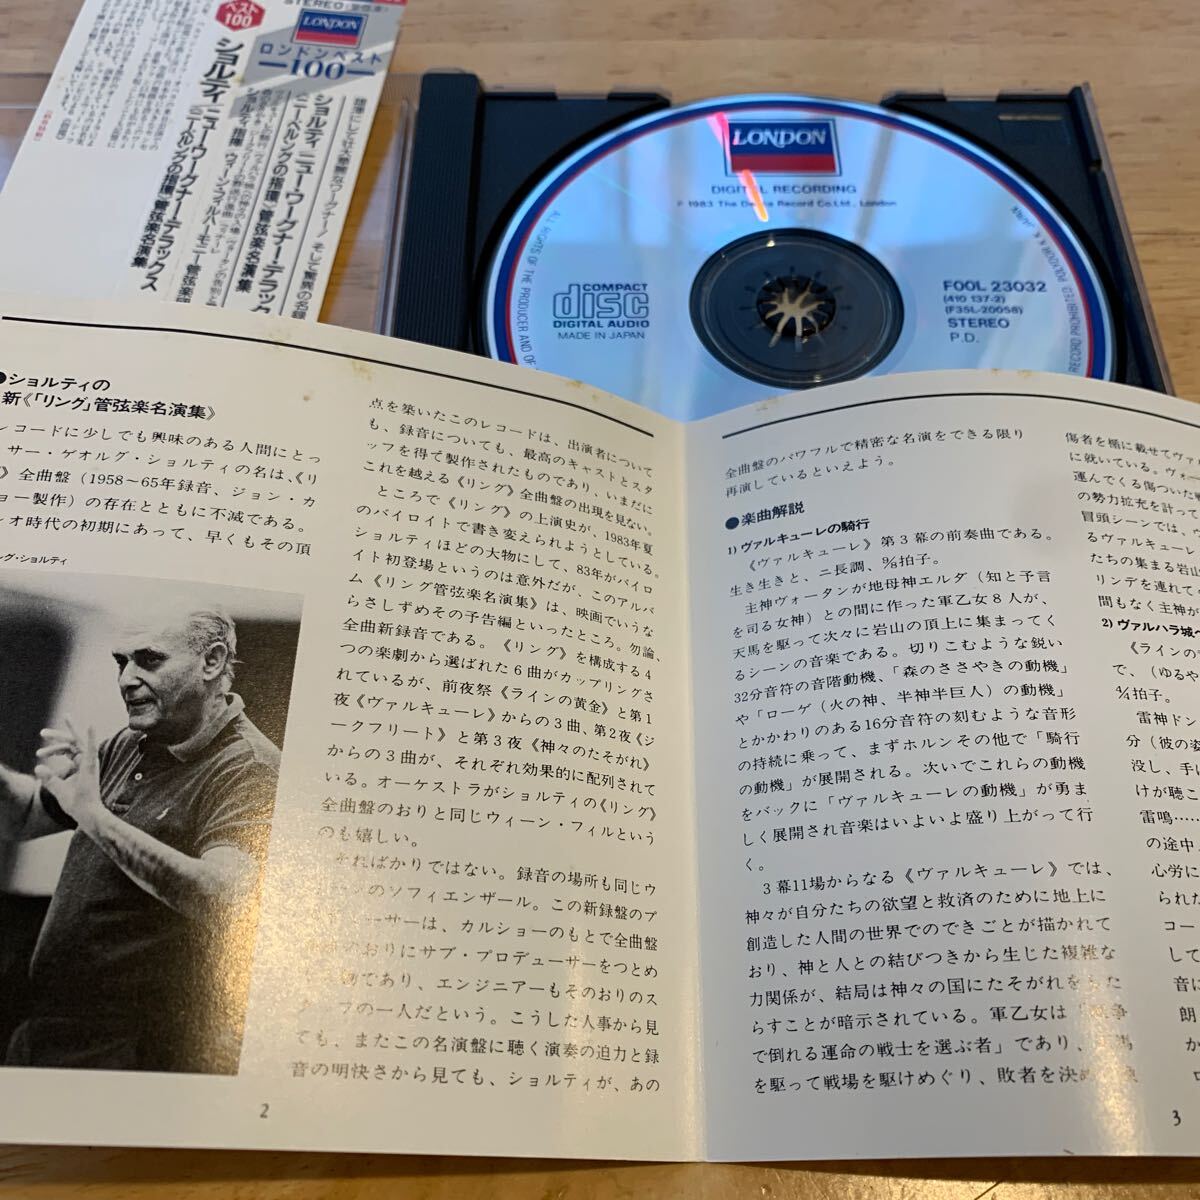 ベスト
100
STEREO
LONDON
ロンドンベスト
—100—
ショルティ/ニュー・ワーグナー・デラックス
《ニーベルングの指環》管弦楽名演集
LONDON
DIGITAL RECORDING
℗ 1983 The Decca Record Co.Ltd., London
COMPACT
disc
DIGITAL AUDIO
MADE IN JAPAN
F00L 23032
(410 137-2)
(F35L-20058)
STEREO
P.D.
ALL RIGHTS OF THE PRODUCER AND OF
●ショルティの
新《「リング」管弦楽名演集》
レコードに少しでも興味のある人間にとっ
サー・ゲオルグ・ショルティの名は、《リ
》全曲盤（1958〜65年録音、ジョン・カ
ョー製作）の存在とともに不滅である。
レオ時代の初期にあって、早くもその頂
ング・ショルティ
点を築いたこのレコードは、出演者について
も、録音についても、最高のキャストとスタ
ッフを得て製作されたものであり、いまだに
これを越える《リング》全曲盤の出現を見ない。
ところで《リング》の上演史が、1983年夏
のバイロイトで書き変えられようとしている。
ショルティほどの大物にして、83年がバイロ
イト初登場というのは意外だが、このアルバ
ム《リング管弦楽名演集》は、映画でいうな
らさしずめその予告編といったところ。勿論、
全曲新録音である。《リング》を構成する4
つの楽劇から選ばれた6曲がカップリングさ
れているが、前夜祭《ラインの黄金》と第1
夜《ヴァルキューレ》からの3曲、第2夜《ジ
ークフリート》と第3夜《神々のたそがれ》
からの3曲が、それぞれ効果的に配列されて
いる。オーケストラがショルティの《リング》
全曲盤のおりと同じウィーン・フィルという
のも嬉しい。
そればかりではない。録音の場所も同じウ
ィーンのソフィエンザール。この新録盤のプ
ューサーは、カルショーのもとで全曲盤
のおりにサブ・プロデューサーをつとめ
物であり、エンジニアーもそのおりのス
タッフの一人だという。こうした人事から見
ても、またこの名演盤に聴く演奏の迫力と録
音の明快さから見ても、ショルティが、あの
2
全曲盤のパワフルで精密な名演をできる限り
再演しているといえよう。
●楽曲解説
1) ヴァルキューレの騎行
《ヴァルキューレ》第3幕の前奏曲である。
生き生きと、ニ長調、9/8拍子。
主神ヴォータンが地母神エルダ（知と予言
を司る女神）との間に作った軍乙女8人が、
天馬を駆って次々に岩山の頂上に集まってく
るシーンの音楽である。切りこむような鋭い
32分音符の音階動機、「森のささやきの動機」
や「ローゲ（火の神、半神半巨人）の動機」
とかかわりのある16分音符の刻むような音形
の持続に乗って、まずホルンその他で「騎行
の動機」が展開される。次いでこれらの動機
をバックに「ヴァルキューレの動機」が勇ま
しく展開され音楽はいよいよ盛り上がって行
く。
3幕11場からなる《ヴァルキューレ》では、
神々が自分たちの欲望と救済のために地上に
創造した人間の世界でのできごとが描かれて
おり、神と人との結びつきから生じた複雑な
力関係が、結局は神々の国にたそがれをもた
らすことが暗示されている。軍乙女は「戦争
で倒れる運命の戦士を選ぶ者」であり、天馬
を駆って戦場を駆けめぐり、敗者を決め
3
傷者を楯に載せてヴァル
に就いている。ヴォー
運んでくる傷つい
の勢力拡充を計って
冒頭シーンでは、
るヴァルキューレ
たちの集まる岩山
リンデを連れて
間もなく主神が
2) ヴァルハラ城へ
《ラインの
で、（ゆるや
4/4拍子。
雷神ドン
分（彼の姿
没し、手に
けが聴こ
雷鳴……
の途中
心労に
られた
コー
して
音に
朗
か